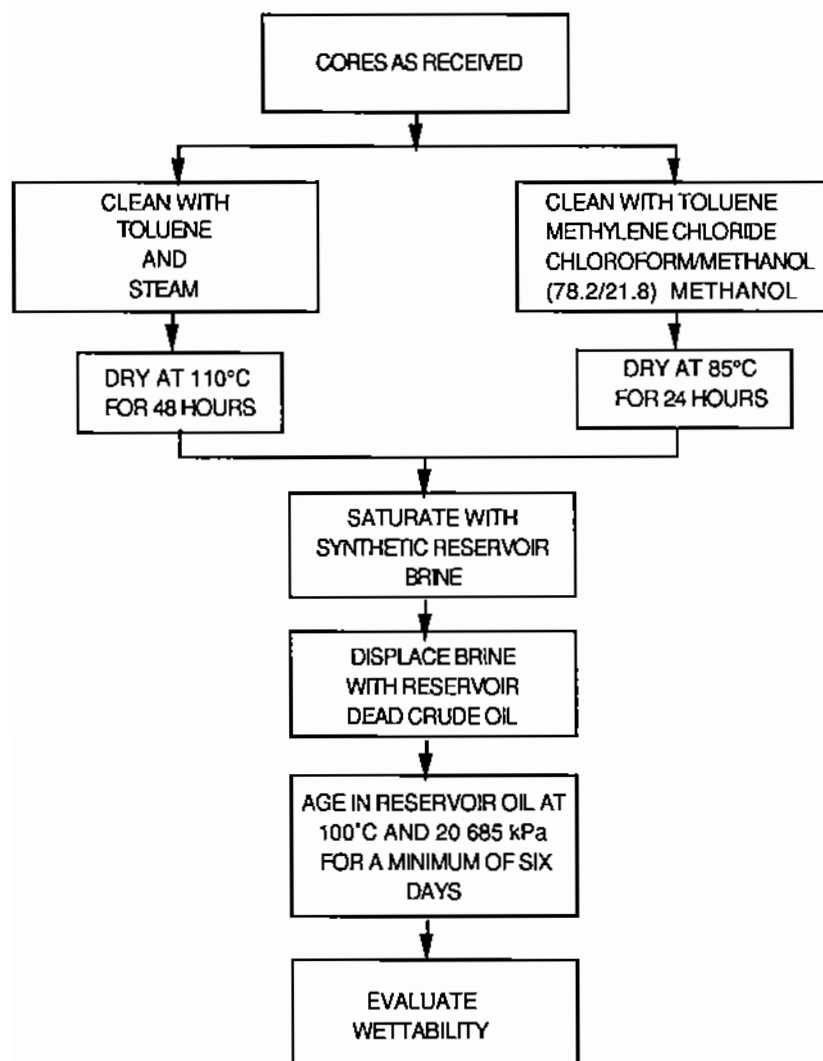 CORES AS RECEIVED
CLEAN WITH
TOLUENE
AND
STEAM
CLEAN WITH TOLUENE
METHYLENE CHLORIDE
CHLOROFORM/METHANOL
(78.2/21.8) METHANOL
DRY AT 110°C
FOR 48 HOURS
DRY AT 85°C
FOR 24 HOURS
SATURATE WITH
SYNTHETIC RESERVOIR
BRINE
DISPLACE BRINE
WITH RESERVOIR
DEAD CRUDE OIL
AGE IN RESERVOIR OIL AT
100°C AND 20 685 kPa
FOR A MINIMUM OF SIX
DAYS
EVALUATE
WETTABILITY